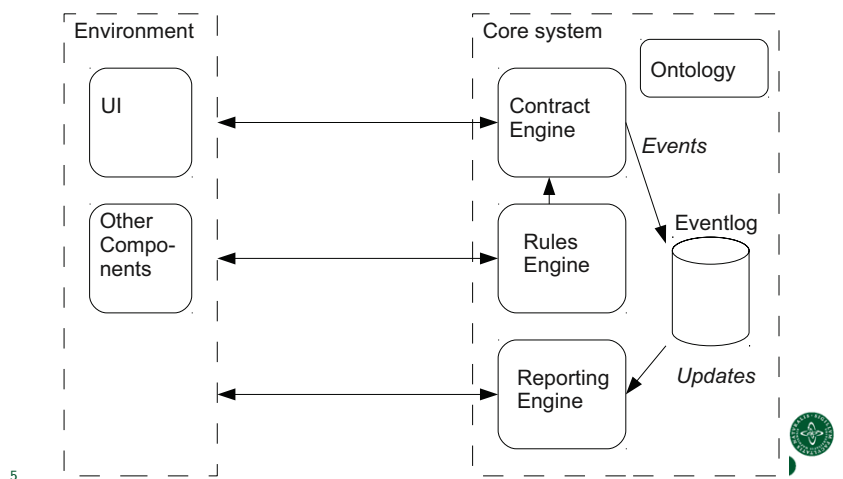 Environment
UI
Other
Compo-
nents
Core system
Ontology
Contract
Engine
Events
Rules
Engine
Eventlog
Reporting
Engine
Updates
5